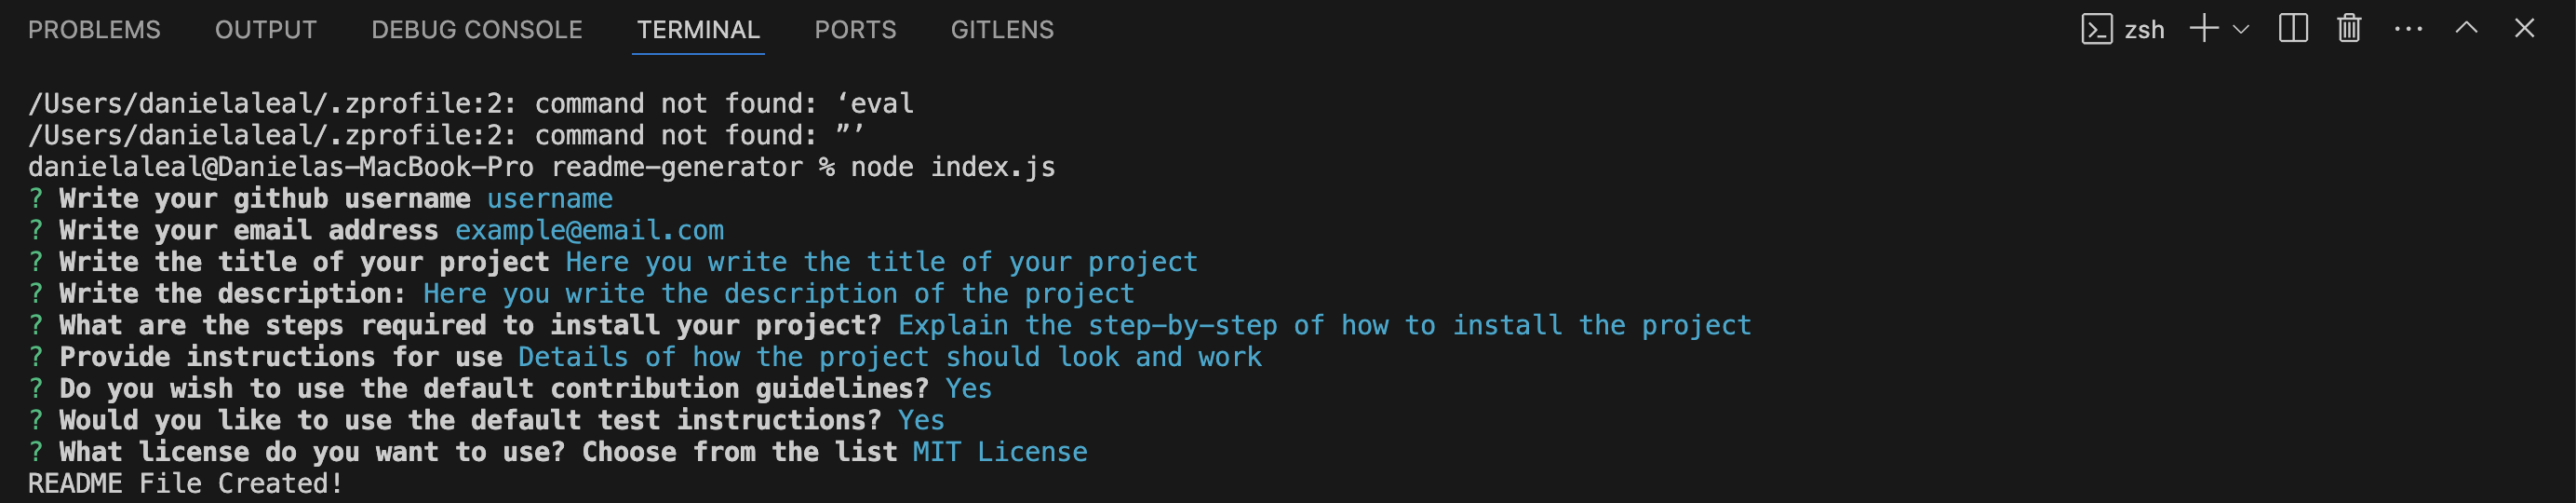 PROBLEMS OUTPUT DEBUG CONSOLE TERMINAL PORTS GITLENS zsh
/Users/danielaleal/.zprofile:2: command not found: ‘eval
/Users/danielaleal/.zprofile:2: command not found: ”’
danielaleal@Danielas-MacBook-Pro readme-generator % node index.js
? Write your github username username
? Write your email address example@email.com
? Write the title of your project Here you write the title of your project
? Write the description: Here you write the description of the project
? What are the steps required to install your project? Explain the step-by-step of how to install the project
? Provide instructions for use Details of how the project should look and work
? Do you wish to use the default contribution guidelines? Yes
? Would you like to use the default test instructions? Yes
? What license do you want to use? Choose from the list MIT License
README File Created!